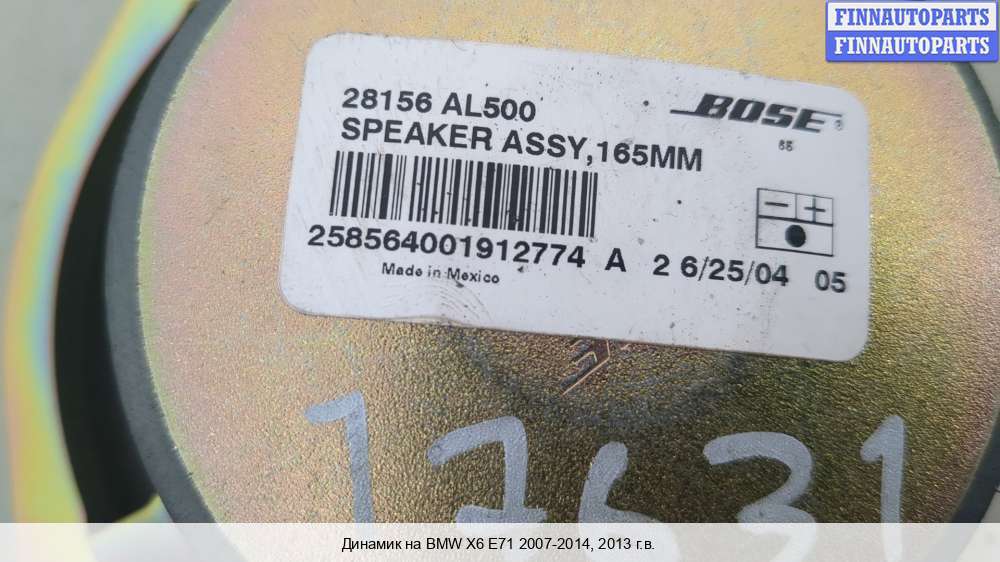 FINNAUTOPARTS
FINNAUTOPARTS
28156 AL500
BOSE
SPEAKER ASSY,165MM
258564001912774 A 2 6/25/04 05
Made in Mexico
17631
Динамик на BMW X6 E71 2007-2014, 2013 г.в.